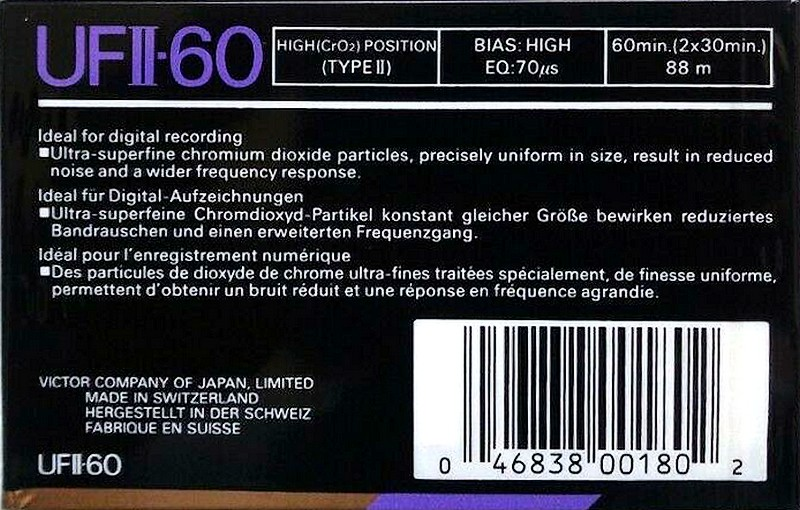 UFII-60
HIGH(CrO₂) POSITION
(TYPE II)
BIAS: HIGH
EQ:70μs
60min.(2x30min.)
88 m
Ideal for digital recording
■Ultra-superfine chromium dioxide particles, precisely uniform in size, result in reduced
noise and a wider frequency response.
Ideal für Digital-Aufzeichnungen
■Ultra-superfeine Chromdioxyd-Partikel konstant gleicher Größe bewirken reduziertes
Bandrauschen und einen erweiterten Frequenzgang.
Idéal pour l'enregistrement numérique
■Des particules de dioxyde de chrome ultra-fines traitées spécialement, de finesse uniforme,
permettent d'obtenir un bruit réduit et une réponse en fréquence agrandie.
VICTOR COMPANY OF JAPAN, LIMITED
MADE IN SWITZERLAND
HERGESTELLT IN DER SCHWEIZ
FABRIQUE EN SUISSE
UFII-60
0 46838 00180 2